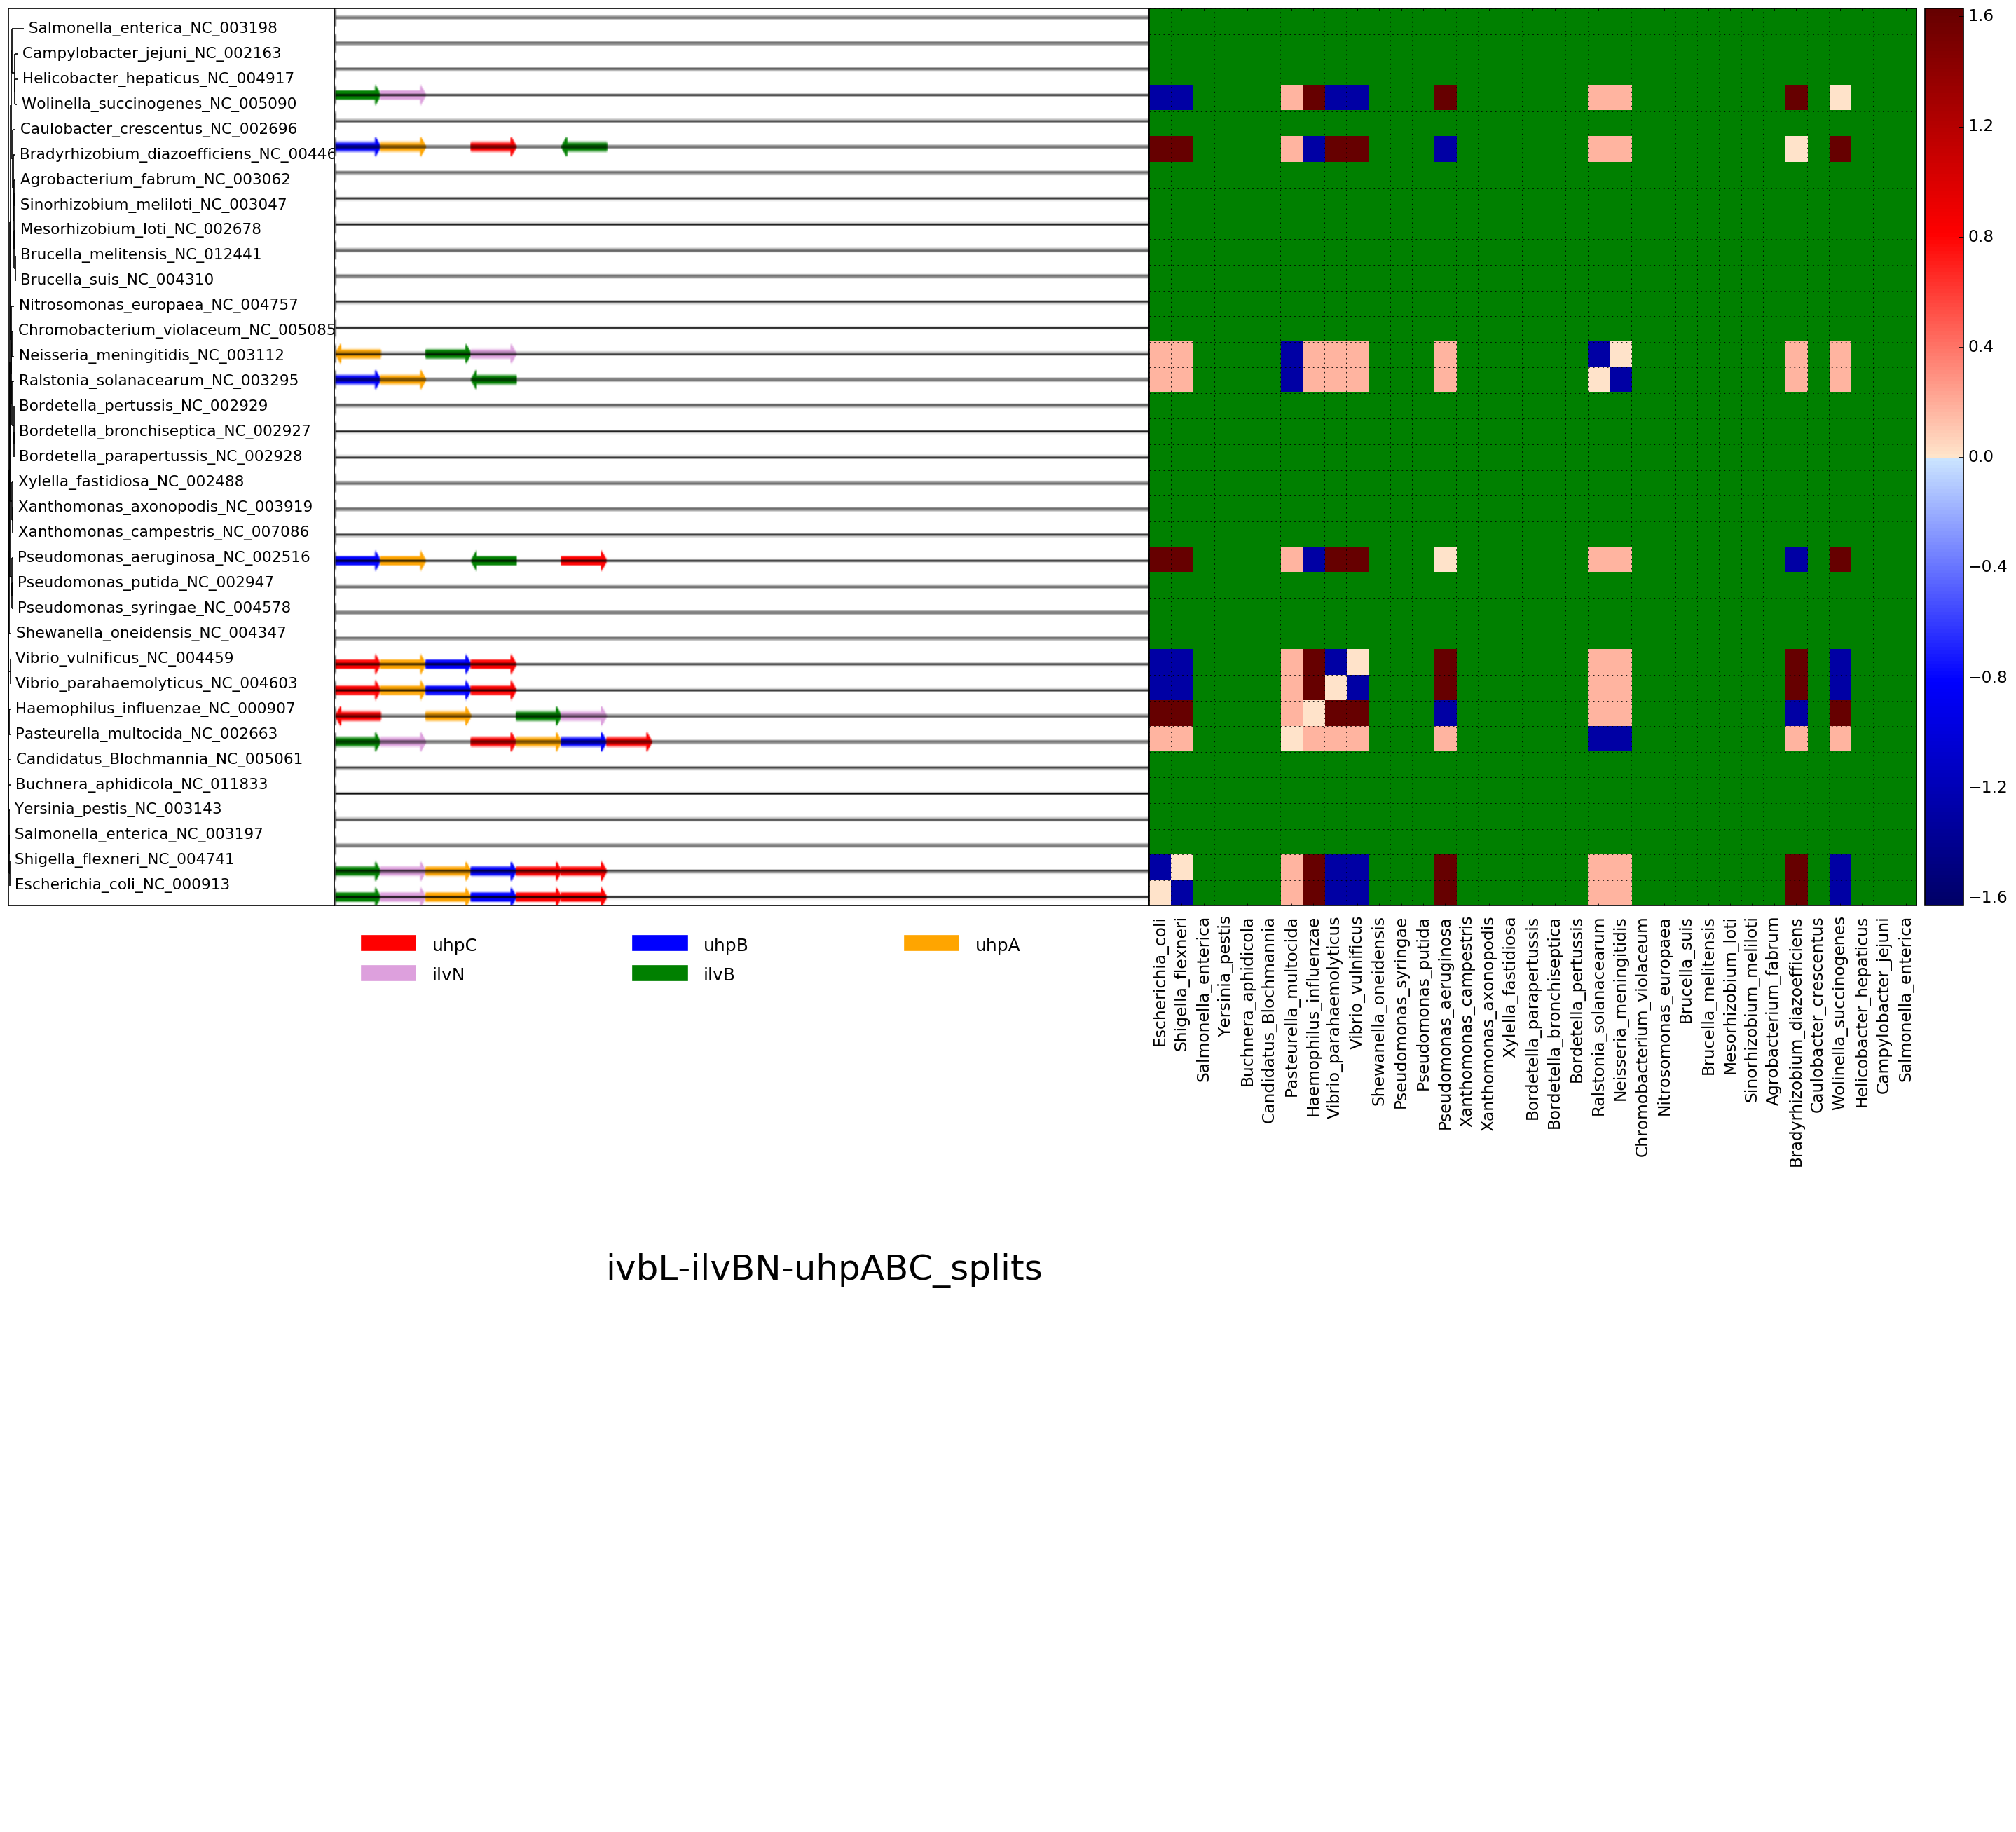 Salmonella_enterica_NC_003198
Campylobacter_jejuni_NC_002163
Helicobacter_hepaticus_NC_004917
Wolinella_succinogenes_NC_005090
Caulobacter_crescentus_NC_002696
Bradyrhizobium_diazoefficiens_NC_00446
Agrobacterium_fabrum_NC_003062
Sinorhizobium_meliloti_NC_003047
Mesorhizobium_loti_NC_002678
Brucella_melitensis_NC_012441
Brucella_suis_NC_004310
Nitrosomonas_europaea_NC_004757
Chromobacterium_violaceum_NC_005085
Neisseria_meningitidis_NC_003112
Ralstonia_solanacearum_NC_003295
Bordetella_pertussis_NC_002929
Bordetella_bronchiseptica_NC_002927
Bordetella_parapertussis_NC_002928
Xylella_fastidiosa_NC_002488
Xanthomonas_axonopodis_NC_003919
Xanthomonas_campestris_NC_007086
Pseudomonas_aeruginosa_NC_002516
Pseudomonas_putida_NC_002947
Pseudomonas_syringae_NC_004578
Shewanella_oneidensis_NC_004347
Vibrio_vulnificus_NC_004459
Vibrio_parahaemolyticus_NC_004603
Haemophilus_influenzae_NC_000907
Pasteurella_multocida_NC_002663
Candidatus_Blochmannia_NC_005061
Buchnera_aphidicola_NC_011833
Yersinia_pestis_NC_003143
Salmonella_enterica_NC_003197
Shigella_flexneri_NC_004741
Escherichia_coli_NC_000913
1.6
1.2
0.8
0.4
0.0
−0.4
−0.8
−1.2
−1.6
uhpC
uhpB
uhpA
ilvN
ilvB
Escherichia_coli
Shigella_flexneri
Salmonella_enterica
Yersinia_pestis
Buchnera_aphidicola
Candidatus_Blochmannia
Pasteurella_multocida
Haemophilus_influenzae
Vibrio_parahaemolyticus
Vibrio_vulnificus
Shewanella_oneidensis
Pseudomonas_syringae
Pseudomonas_putida
Pseudomonas_aeruginosa
Xanthomonas_campestris
Xanthomonas_axonopodis
Xylella_fastidiosa
Bordetella_parapertussis
Bordetella_bronchiseptica
Bordetella_pertussis
Ralstonia_solanacearum
Neisseria_meningitidis
Chromobacterium_violaceum
Nitrosomonas_europaea
Brucella_suis
Brucella_melitensis
Mesorhizobium_loti
Sinorhizobium_meliloti
Agrobacterium_fabrum
Bradyrhizobium_diazoefficiens
Caulobacter_crescentus
Wolinella_succinogenes
Helicobacter_hepaticus
Campylobacter_jejuni
Salmonella_enterica
ivbL-ilvBN-uhpABC_splits